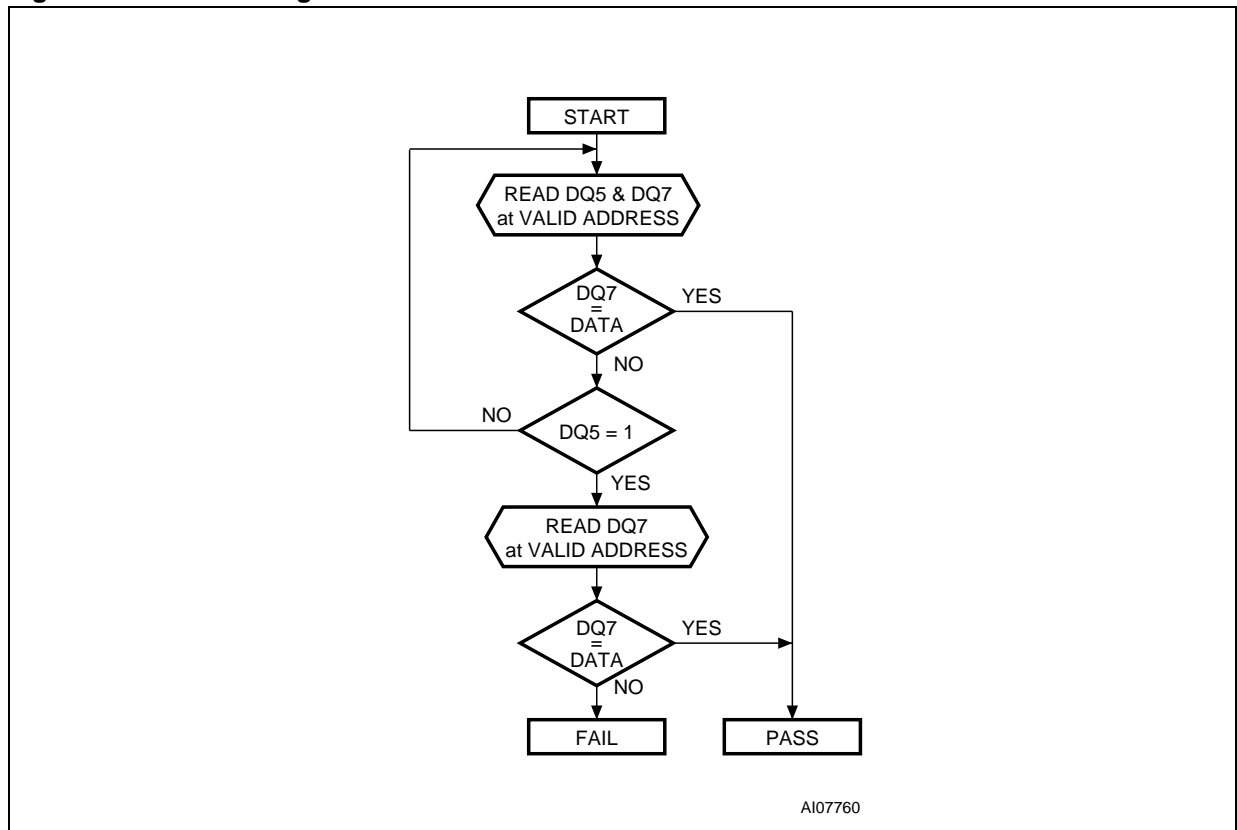 START
READ DQ5 & DQ7
at VALID ADDRESS
DQ7
=
DATA
YES
NO
DQ5 = 1
NO
YES
READ DQ7
at VALID ADDRESS
DQ7
=
DATA
YES
NO
FAIL
PASS
AI07760